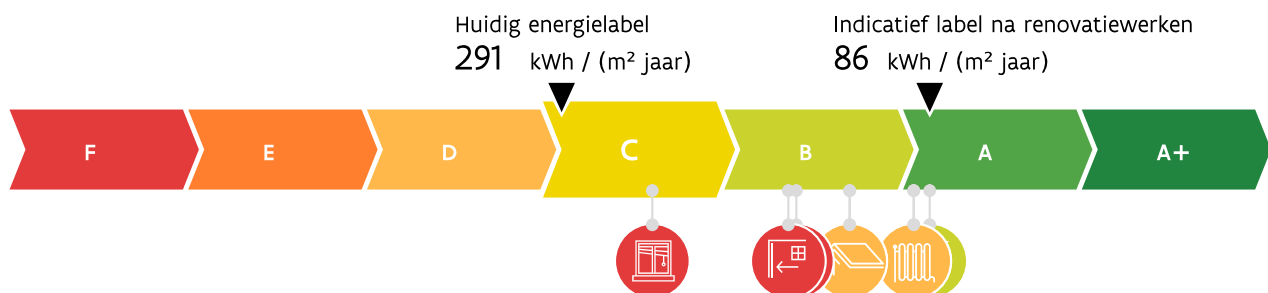 Huidig energielabel
291 kWh / (m² jaar)
Indicatief label na renovatiewerken
86 kWh / (m² jaar)
F
E
D
C
B
A
A+